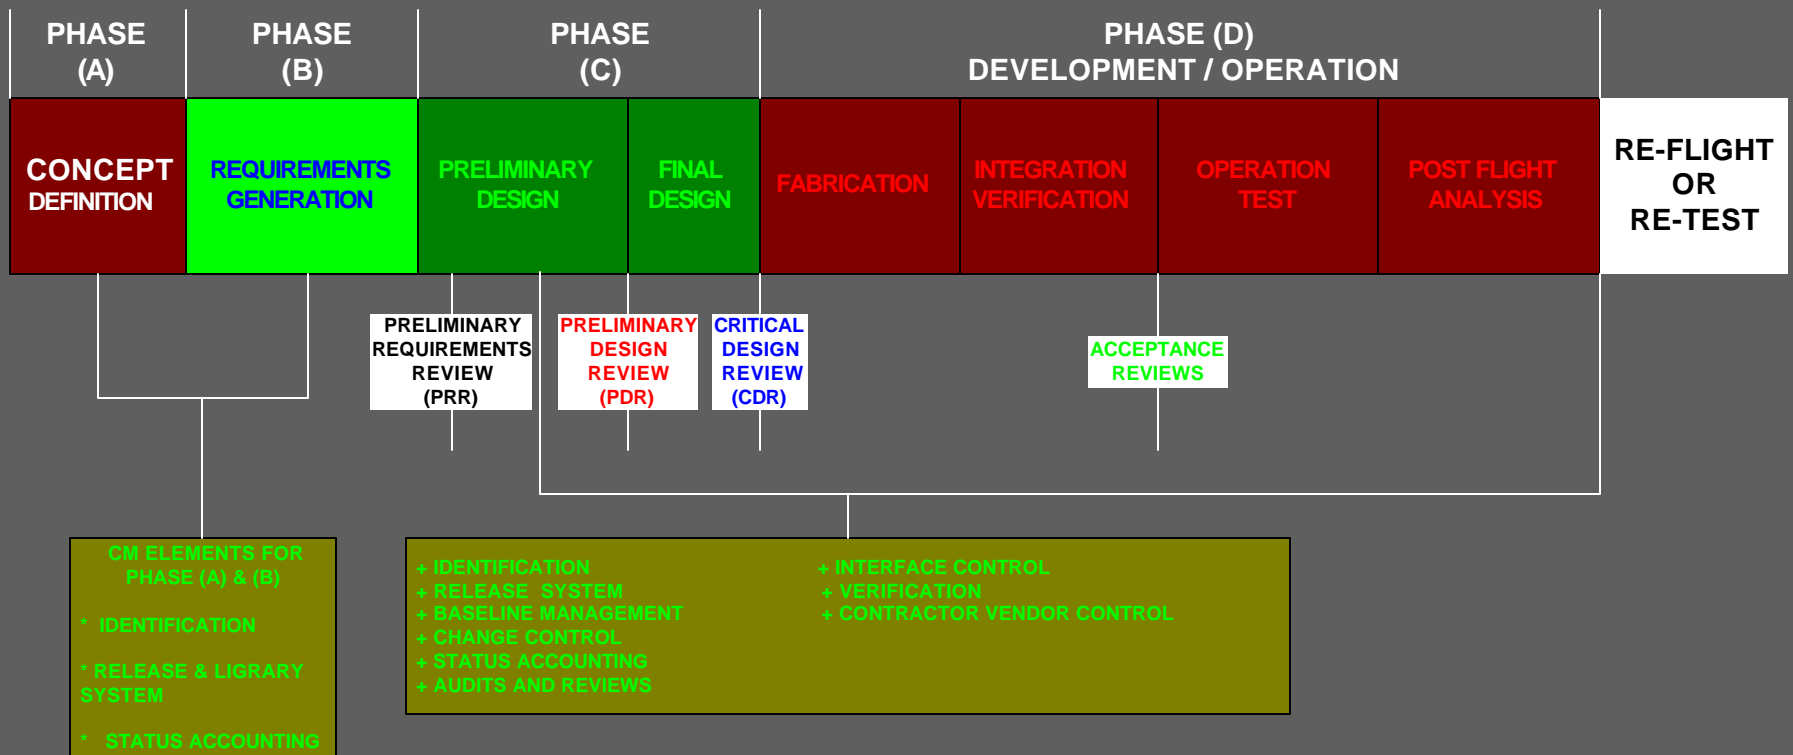 PHASE
(A)
PHASE
(B)
PHASE
(C)
PHASE (D)
DEVELOPMENT / OPERATION
CONCEPT
DEFINITION
REQUIREMENTS
GENERATION
PRELIMINARY
DESIGN
FINAL
DESIGN
FABRICATION
INTEGRATION
VERIFICATION
OPERATION
TEST
POST FLIGHT
ANALYSIS
RE-FLIGHT
OR
RE-TEST
PRELIMINARY
REQUIREMENTS
REVIEW
(PRR)
PRELIMINARY
DESIGN
REVIEW
(PDR)
CRITICAL
DESIGN
REVIEW
(CDR)
ACCEPTANCE
REVIEWS
CM ELEMENTS FOR
PHASE (A) & (B)
* IDENTIFICATION
* RELEASE & LIGRARY
SYSTEM
* STATUS ACCOUNTING
+ IDENTIFICATION
+ RELEASE SYSTEM
+ BASELINE MANAGEMENT
+ CHANGE CONTROL
+ STATUS ACCOUNTING
+ AUDITS AND REVIEWS
+ INTERFACE CONTROL
+ VERIFICATION
+ CONTRACTOR VENDOR CONTROL